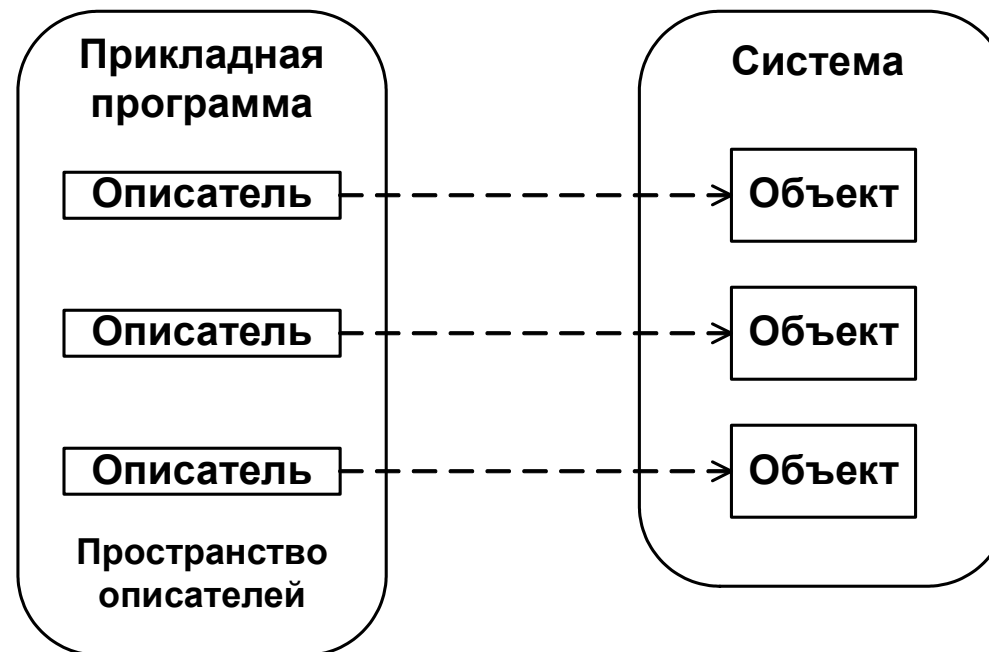 Прикладная
программа
Описатель
Описатель
Описатель
Пространство
описателей
Система
Объект
Объект
Объект